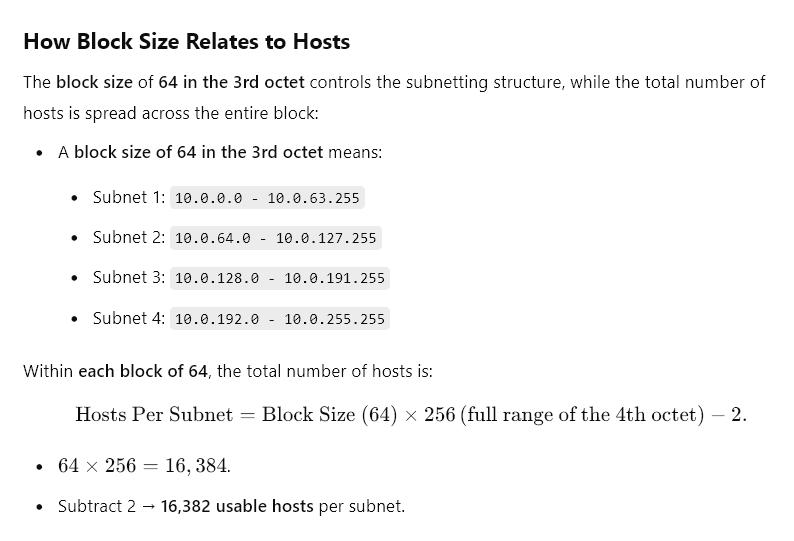 How Block Size Relates to Hosts
The block size of 64 in the 3rd octet controls the subnetting structure, while the total number of
hosts is spread across the entire block:
• A block size of 64 in the 3rd octet means:
• Subnet 1: 10.0.0.0 - 10.0.63.255
• Subnet 2: 10.0.64.0 - 10.0.127.255
• Subnet 3: 10.0.128.0 - 10.0.191.255
• Subnet 4: 10.0.192.0 - 10.0.255.255
Within each block of 64, the total number of hosts is:
Hosts Per Subnet = Block Size (64) × 256 (full range of the 4th octet) − 2.
• 64 × 256 = 16, 384.
• Subtract 2 → 16,382 usable hosts per subnet.